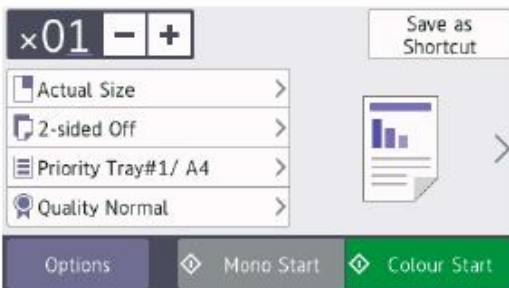 ×01 - +
Save as
Shortcut
Actual Size
2-sided Off
Priority Tray#1/ A4
Quality Normal
Options
Mono Start
Colour Start